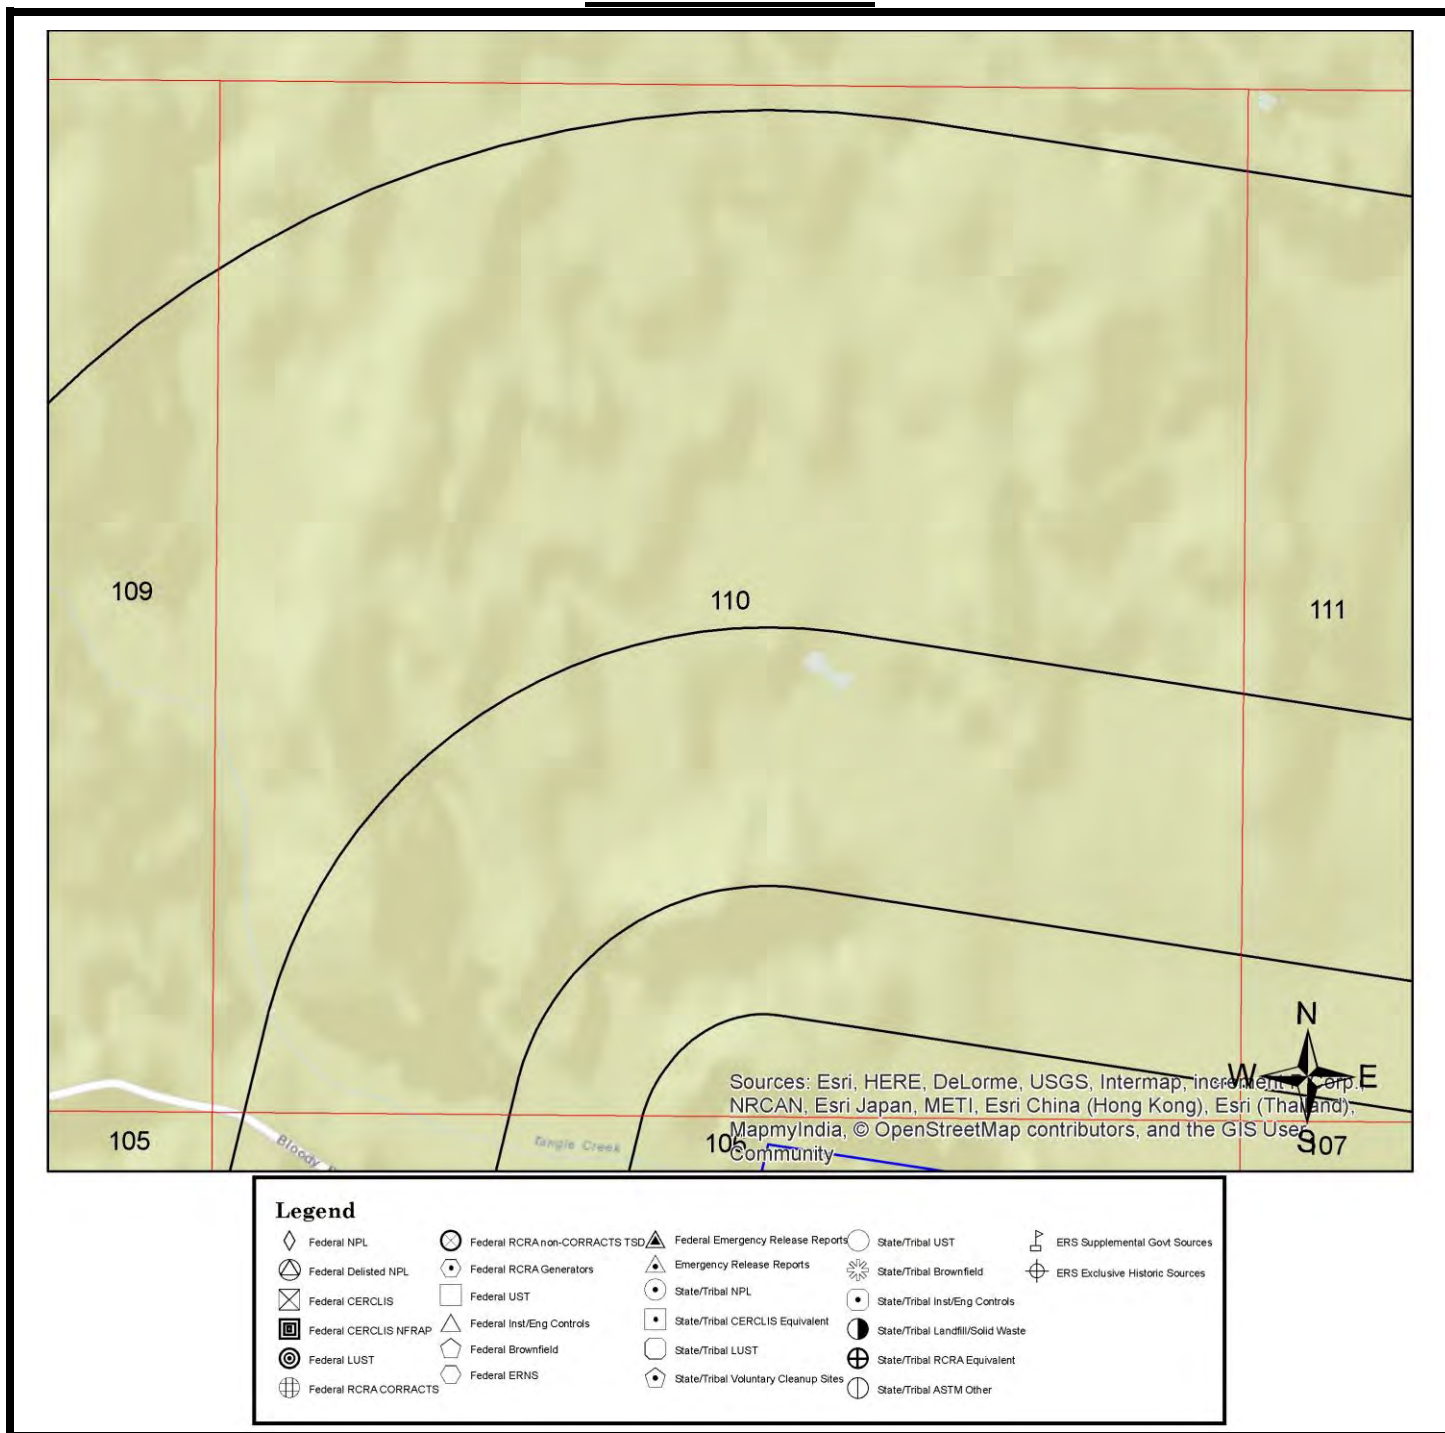 109
110
111
N
W
E
S
Sources: Esri, HERE, DeLorme, USGS, Intermap, increment P Corp.,
NRCAN, Esri Japan, METI, Esri China (Hong Kong), Esri (Thailand),
MapmyIndia, © OpenStreetMap contributors, and the GIS User
Community
105
Bloody
Tangle Creek
106
107
Legend
Federal NPL
Federal Delisted NPL
Federal CERCLIS
Federal CERCLIS NFRAP
Federal LUST
Federal RCRA CORRACTS
Federal RCRA non-CORRACTS TSD
Federal RCRA Generators
Federal UST
Federal Inst/Eng Controls
Federal Brownfield
Federal ERNS
Federal Emergency Release Reports
Emergency Release Reports
State/Tribal NPL
State/Tribal CERCLIS Equivalent
State/Tribal LUST
State/Tribal Voluntary Cleanup Sites
State/Tribal UST
State/Tribal Brownfield
State/Tribal Inst/Eng Controls
State/Tribal Landfill/Solid Waste
State/Tribal RCRA Equivalent
State/Tribal ASTM Other
ERS Supplemental Govt Sources
ERS Exclusive Historic Sources